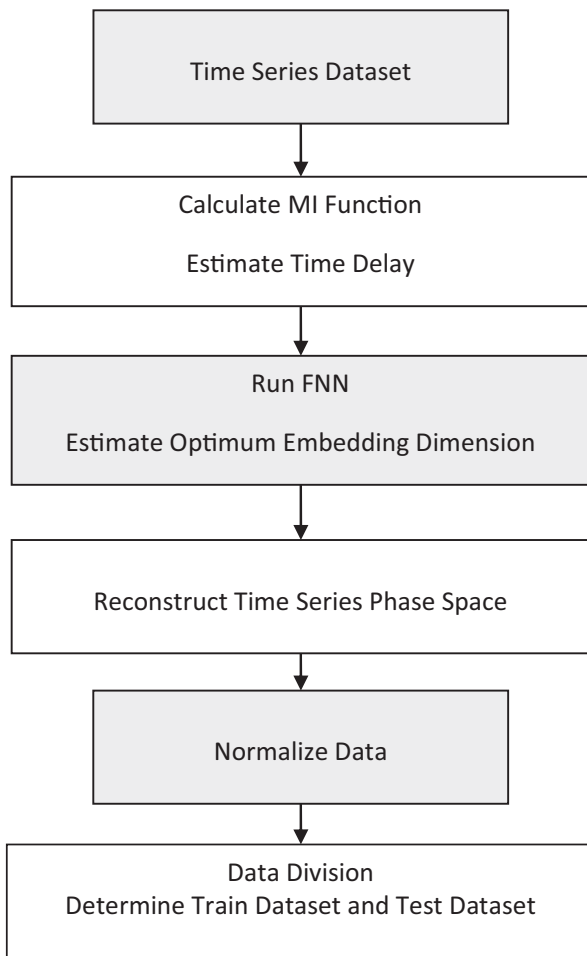 Time Series Dataset
Calculate MI Function
Estimate Time Delay
Run FNN
Estimate Optimum Embedding Dimension
Reconstruct Time Series Phase Space
Normalize Data
Data Division
Determine Train Dataset and Test Dataset